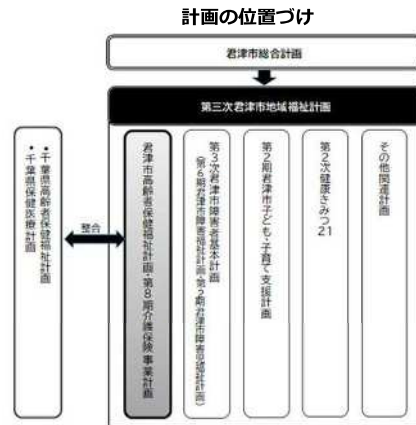 計画の位置づけ
君津市総合計画
第三次君津市地域福祉計画
・千葉県高齢者保健福祉計画
・千葉県保健医療計画
整合
君津市高齢者保健福祉計画・第8期介護保険事業計画
第3次君津市障害者基本計画
(第6期君津市障害福祉計画・第2期君津市障害児福祉計画)
第2期君津市子ども・子育て支援計画
第2次健康きみつ21
その他関連計画